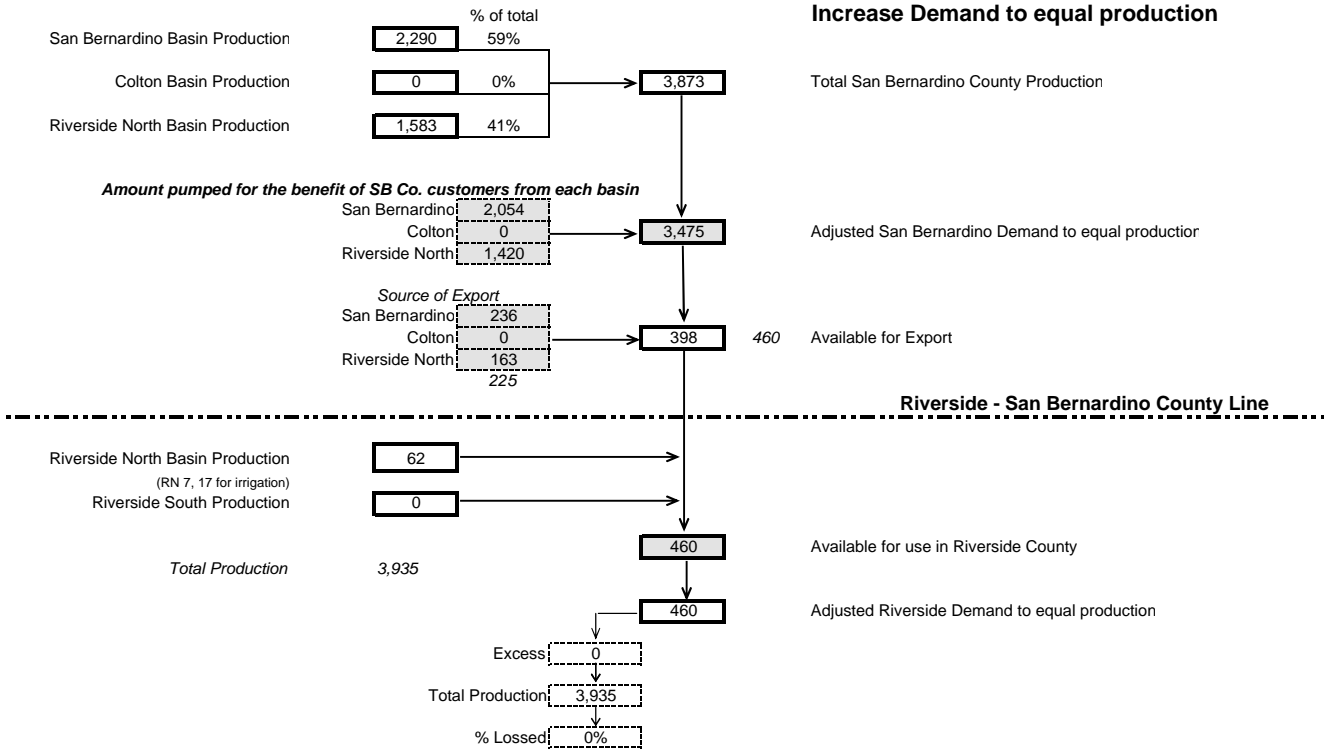 % of total
Increase Demand to equal production
San Bernardino Basin Production 2,290 59%
Colton Basin Production 0 0% 3,873 Total San Bernardino County Production
Riverside North Basin Production 1,583 41%
Amount pumped for the benefit of SB Co. customers from each basin
San Bernardino 2,054
Colton 0 3,475 Adjusted San Bernardino Demand to equal production
Riverside North 1,420
Source of Export
San Bernardino 236
Colton 0 398 460 Available for Export
Riverside North 163
225
Riverside - San Bernardino County Line
Riverside North Basin Production 62
(RN 7, 17 for irrigation)
Riverside South Production 0
460 Available for use in Riverside County
Total Production 3,935
460 Adjusted Riverside Demand to equal production
Excess 0
Total Production 3,935
% Lossed 0%